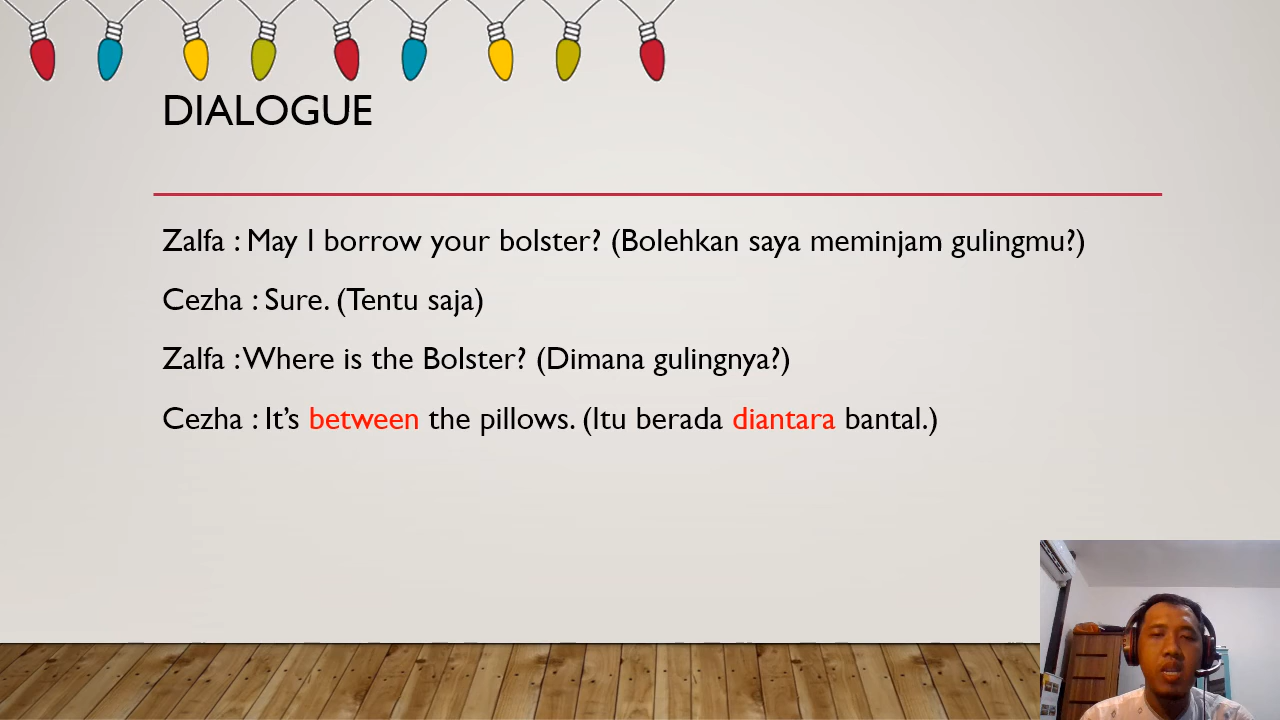 DIALOGUE
Zalfa : May I borrow your bolster? (Bolehkan saya meminjam gulingmu?)
Cezha : Sure. (Tentu saja)
Zalfa : Where is the Bolster? (Dimana gulingnya?)
Cezha : It’s between the pillows. (Itu berada diantara bantal.)